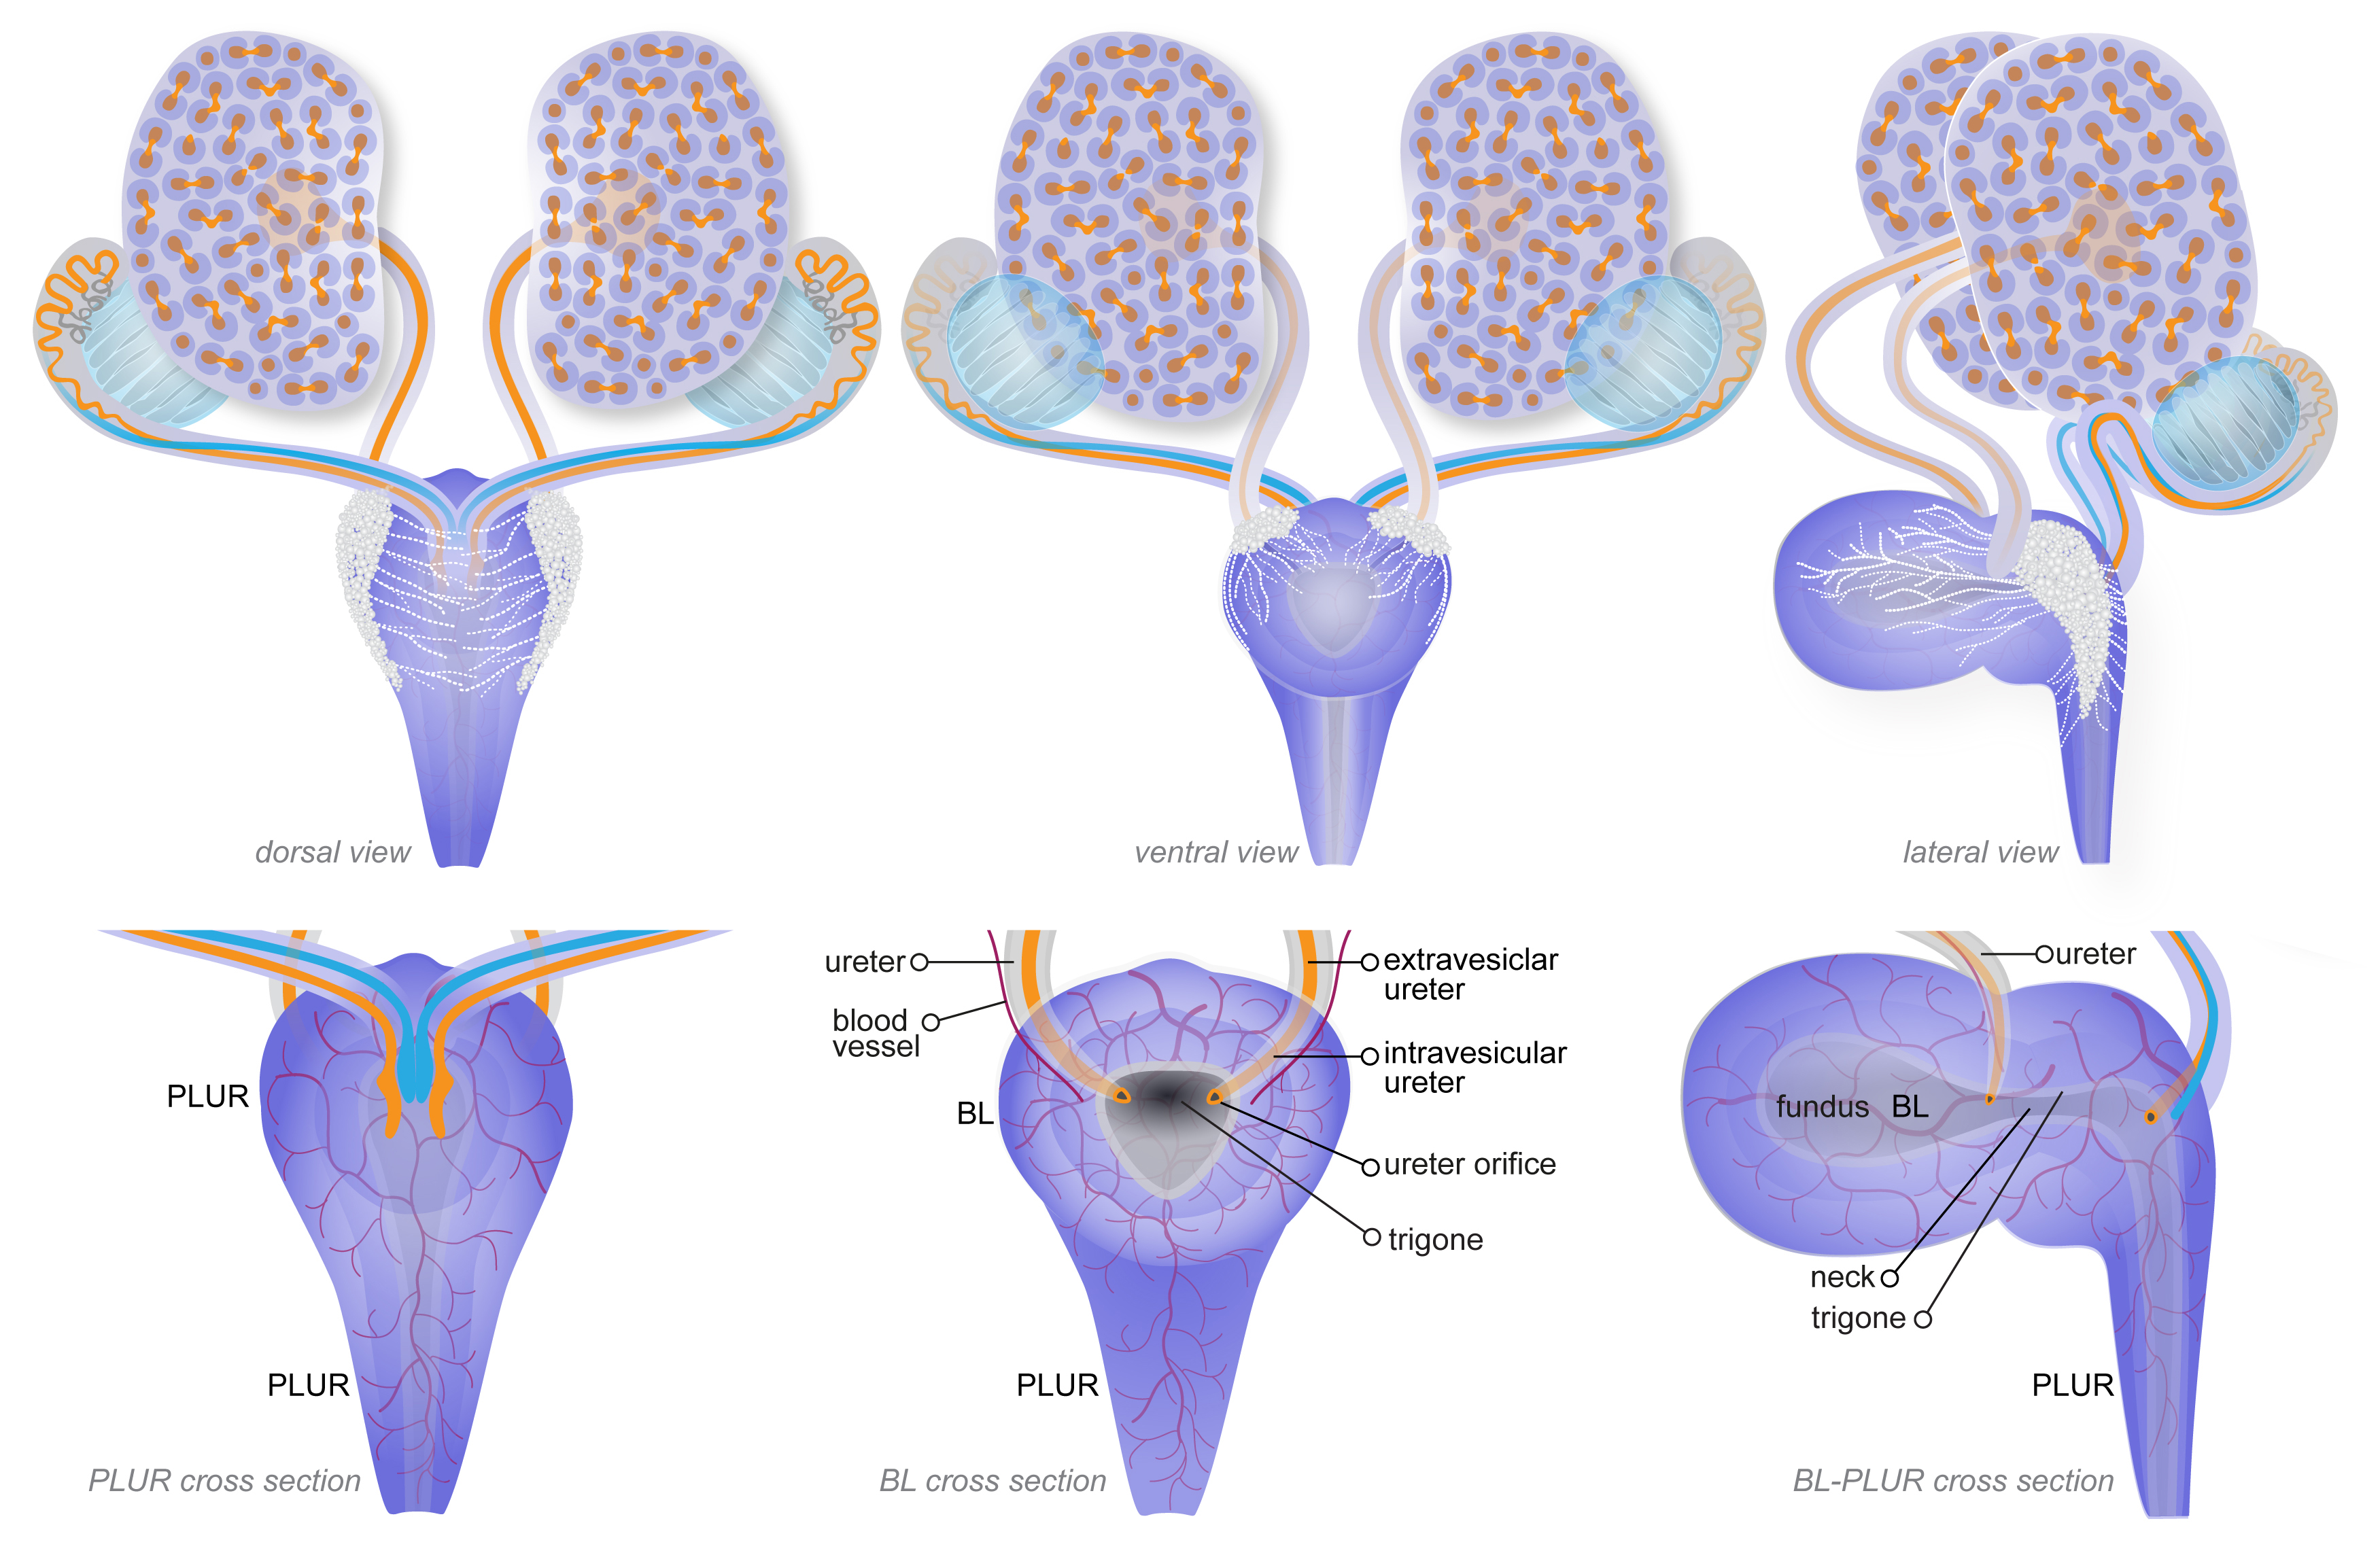 dorsal view
ventral view
lateral view
PLUR
PLUR
PLUR cross section
ureter
blood
vessel
BL
extravesiclar
ureter
intravesicular
ureter
ureter orifice
trigone
PLUR
BL cross section
ureter
fundus BL
neck
trigone
PLUR
BL-PLUR cross section